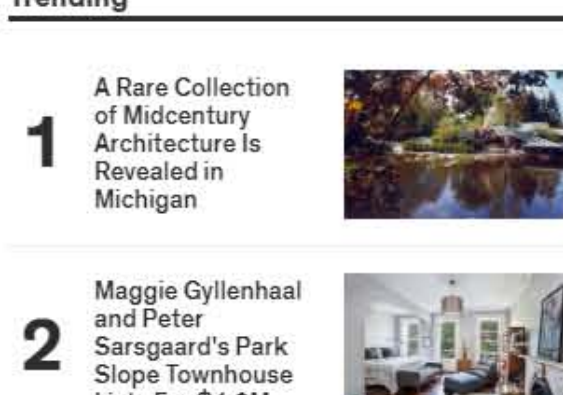 Trending
1
A Rare Collection
of Midcentury
Architecture Is
Revealed in
Michigan
2
Maggie Gyllenhaal
and Peter
Sarsgaard's Park
Slope Townhouse